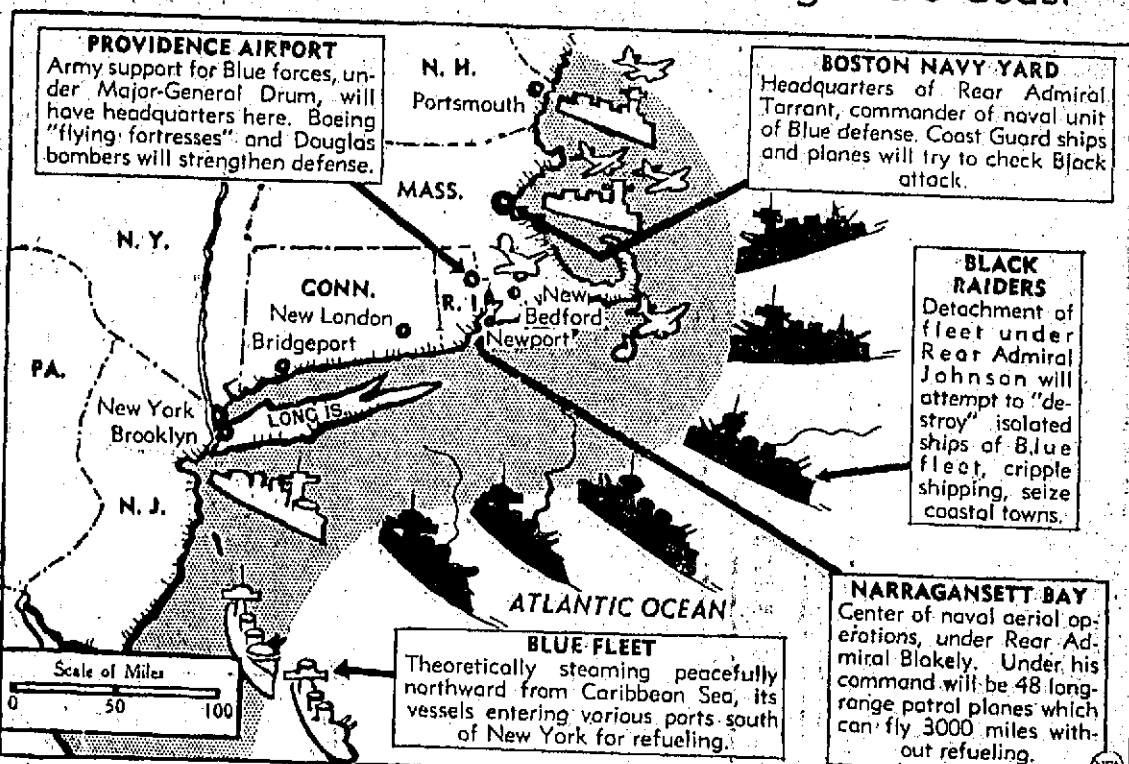 PROVIDENCE AIRPORT
Army support for Blue forces, un-
der Major-General Drum, will
have headquarters here. Boeing
"flying fortresses" and Douglas
bombers will strengthen defense.
N. H.
Portsmouth
BOSTON NAVY YARD
Headquarters of Rear Admiral
Tarrant, commander of naval unit
of Blue defense. Coast Guard ships
and planes will try to check Black
attack.
MASS.
N. Y.
CONN.
R. I.
New London
New
Bedford
Newport
Bridgeport
PA.
New York
Brooklyn
LONG IS.
N. J.
BLACK
RAIDERS
Detachment of
fleet under
Rear Admiral
Johnson will
attempt to "de-
stroy" isolated
ships of Blue
fleet, cripple
shipping, seize
coastal towns.
ATLANTIC OCEAN
BLUE FLEET
Theoretically steaming peacefully
northward from Caribbean Sea, its
vessels entering various ports south
of New York for refueling.
NARRAGANSETT BAY
Center of naval aerial op-
erations, under Rear Ad-
miral Blakely. Under his
command will be 48 long-
range patrol planes which
can fly 3000 miles with-
out refueling.
Scale of Miles
0 50 100